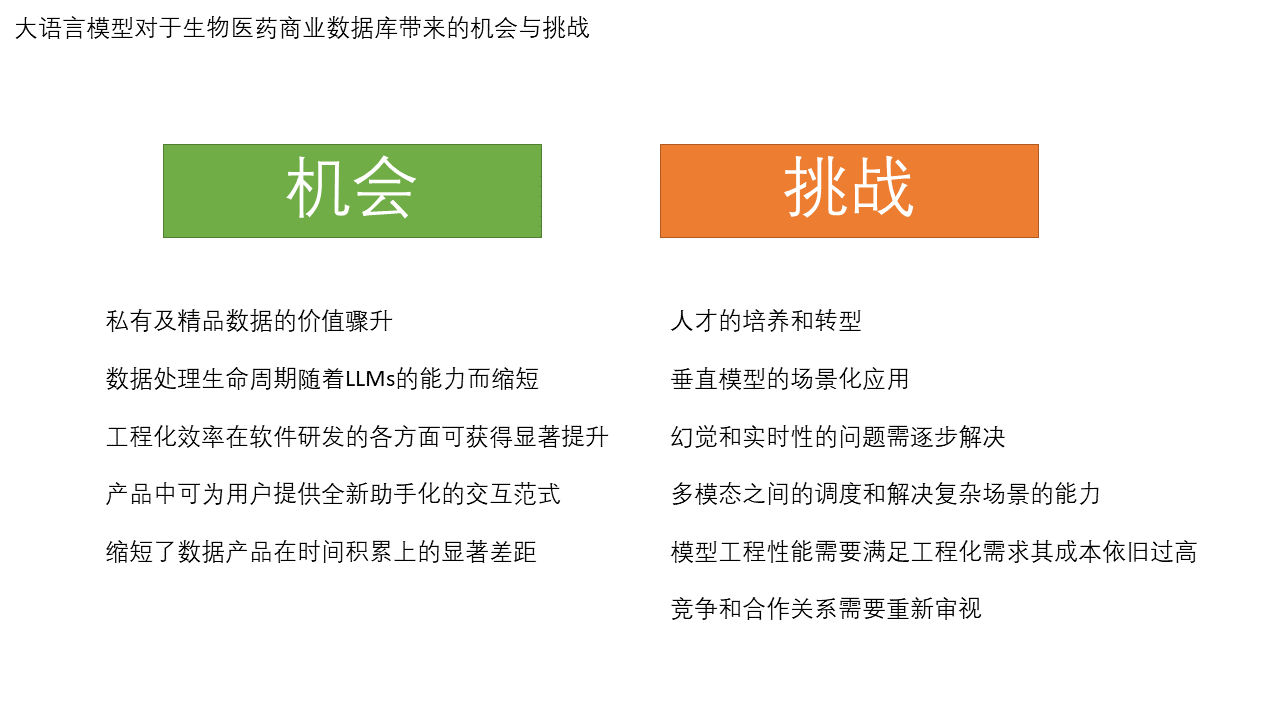 大语言模型对于生物医药商业数据库带来的机会与挑战
机会
私有及精品数据的价值骤升
数据处理生命周期随着LLMs的能力而缩短
工程化效率在软件研发的各方面可获得显著提升
产品中可为用户提供全新助手化的交互范式
缩短了数据产品在时间积累上的显著差距
挑战
人才的培养和转型
垂直模型的场景化应用
幻觉和实时性的问题需逐步解决
多模态之间的调度和解决复杂场景的能力
模型工程性能需要满足工程化需求其成本依旧过高
竞争和合作关系需要重新审视